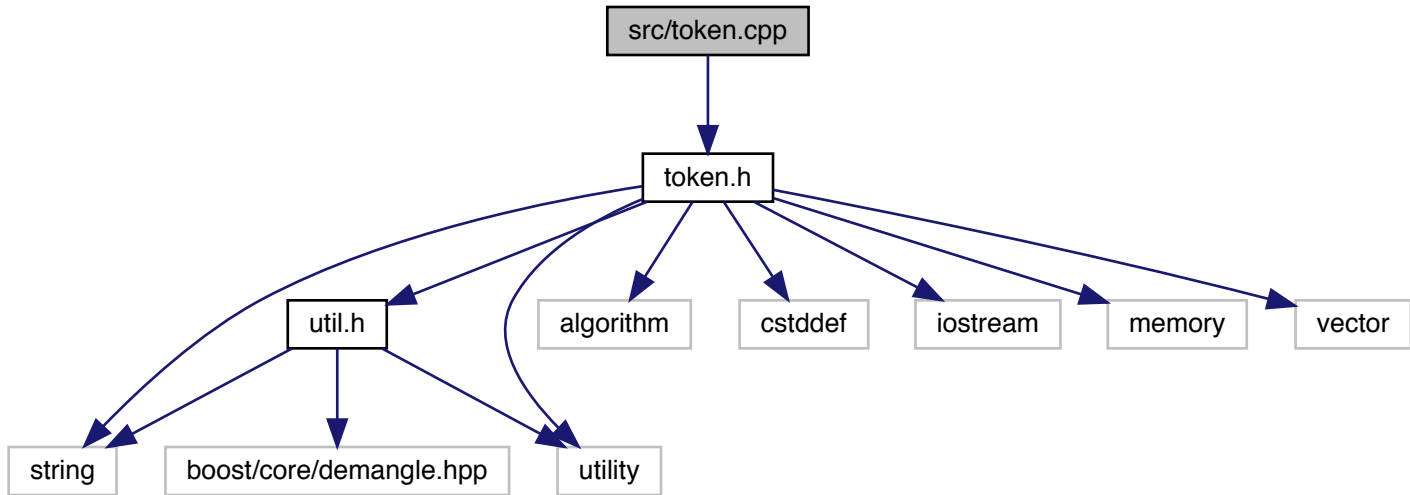 src/token.cpp
token.h
util.h
algorithm
cstddef
iostream
memory
vector
string
boost/core/demangle.hpp
utility